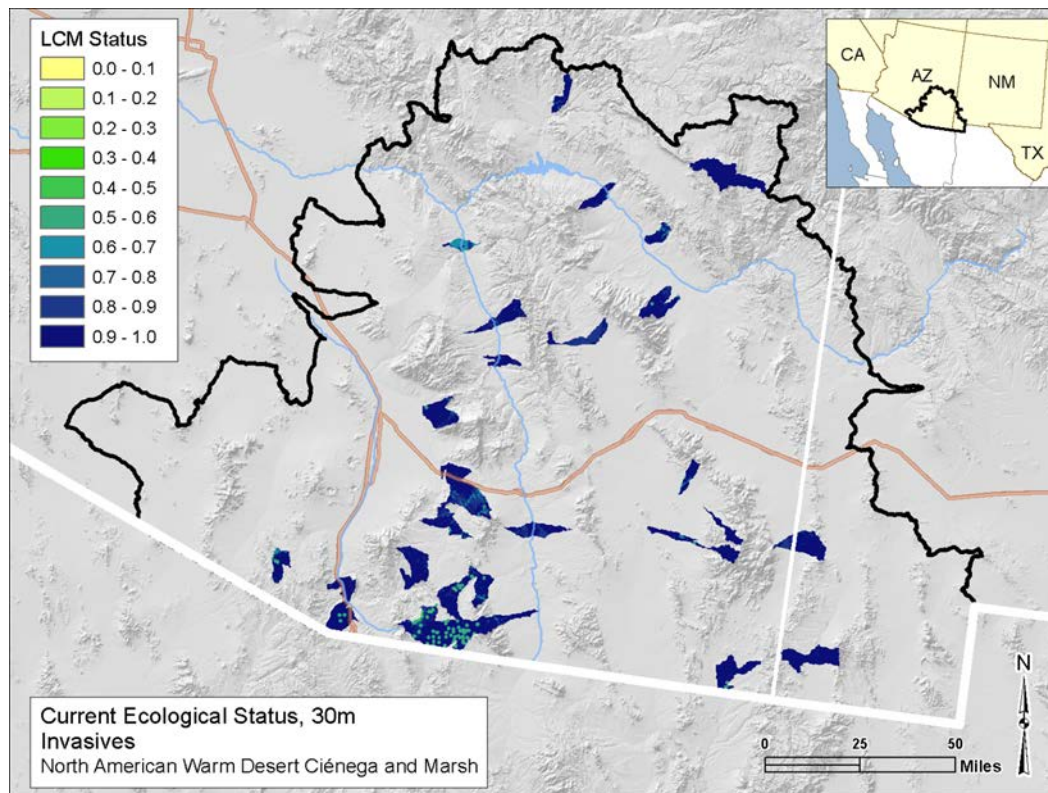 LCM Status
0.0 - 0.1
0.1 - 0.2
0.2 - 0.3
0.3 - 0.4
0.4 - 0.5
0.5 - 0.6
0.6 - 0.7
0.7 - 0.8
0.8 - 0.9
0.9 - 1.0
CA
AZ
NM
TX
Current Ecological Status, 30m
Invasives
North American Warm Desert Ciénega and Marsh
N
0 25 50
Miles